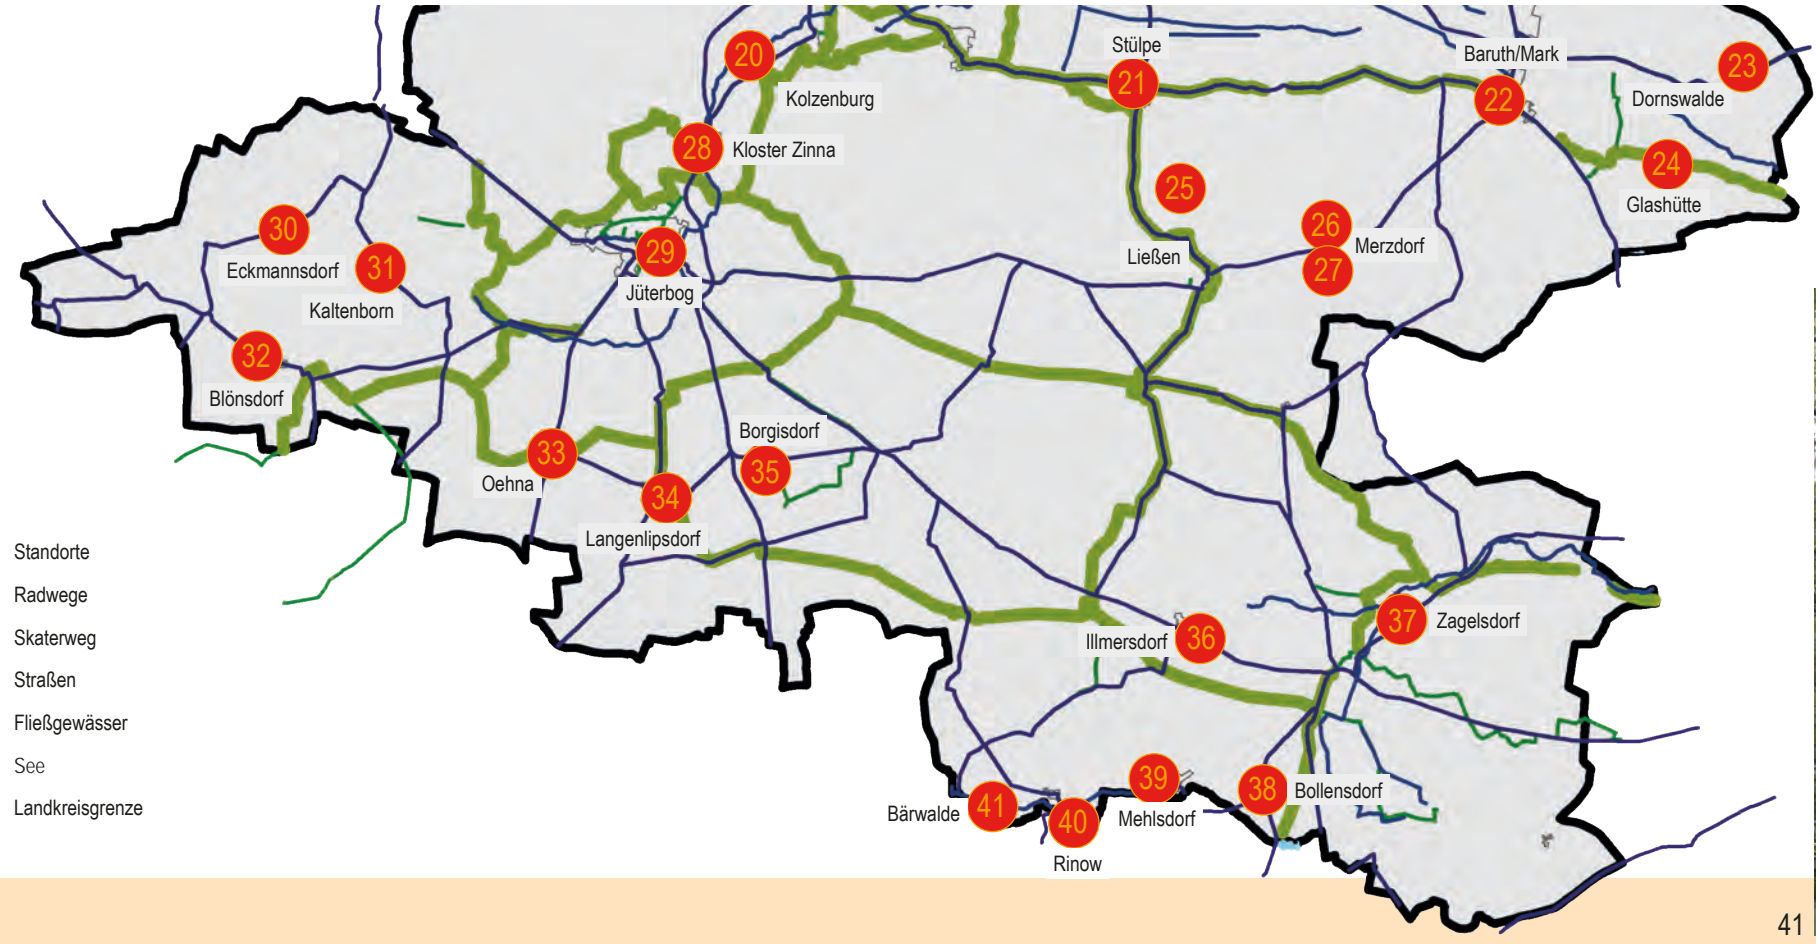 Stülpe
Baruth/Mark
20
21
22
23
Kolzenburg
Dornswalde
28
Kloster Zinna
24
25
Glashütte
30
26
Merzdorf
29
Ließen
31
Eckmannsdorf
27
Jüterbog
Kaltenborn
32
Blönsdorf
Borgisdorf
33
35
Oehna
34
Langenlipsdorf
Standorte
Radwege
Skaterweg
Straßen
Fließgewässer
See
Landkreisgrenze
37
Zagelsdorf
Illmersdorf
36
39
38
Bollensdorf
Bärwalde
41
40
Mehlsdorf
Rinow
41